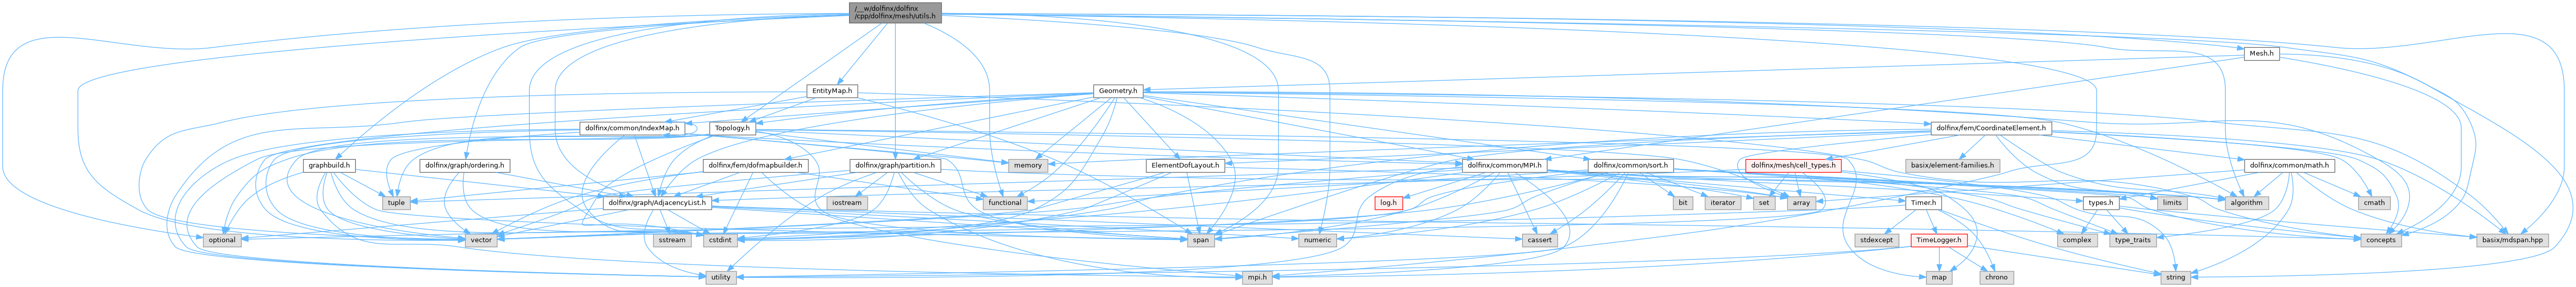 /__w/dolfinx/dolfinx
/cpp/dolfinx/mesh/utils.h
Mesh.h
EntityMap.h
Geometry.h
dolfinx/common/IndexMap.h
Topology.h
dolfinx/fem/CoordinateElement.h
graphbuild.h
dolfinx/graph/ordering.h
dolfinx/fem/dofmapbuilder.h
dolfinx/graph/partition.h
memory
ElementDofLayout.h
dolfinx/common/MPI.h
dolfinx/common/sort.h
dolfinx/mesh/cell_types.h
basix/element-families.h
dolfinx/common/math.h
tuple
dolfinx/graph/AdjacencyList.h
iostream
functional
log.h
bit
iterator
set
array
Timer.h
types.h
limits
algorithm
cmath
optional
vector
sstream
cstdint
span
numeric
cassert
stdexcept
TimeLogger.h
complex
type_traits
concepts
basix/mdspan.hpp
utility
mpi.h
map
chrono
string